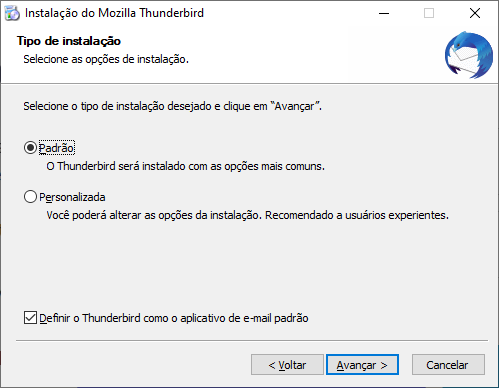 Instalação do Mozilla Thunderbird
Tipo de instalação
Selecione as opções de instalação.
Selecione o tipo de instalação desejado e clique em “Avançar”.
Padrão
O Thunderbird será instalado com as opções mais comuns.
Personalizada
Você poderá alterar as opções da instalação. Recomendado a usuários experientes.
Definir o Thunderbird como o aplicativo de e-mail padrão
< Voltar
Avançar >
Cancelar